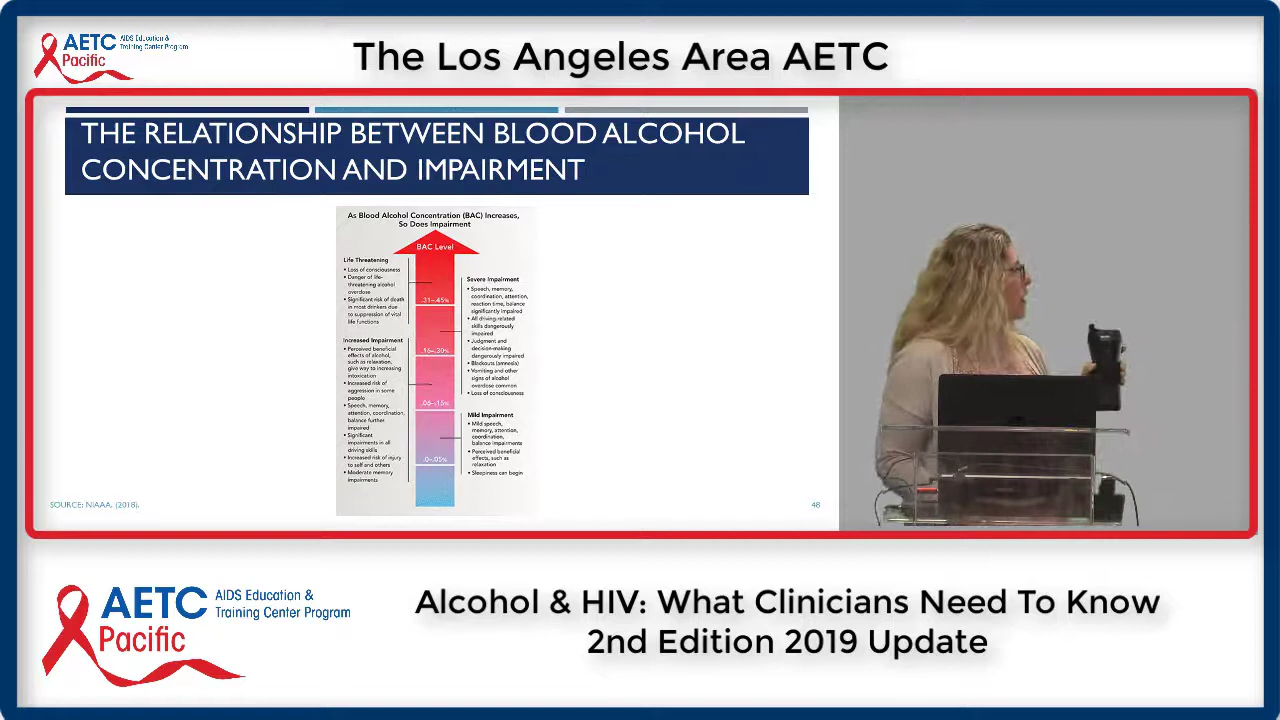 AETC
AIDS Education &
Training Center Program
Pacific
The Los Angeles Area AETC
THE RELATIONSHIP BETWEEN BLOOD ALCOHOL
CONCENTRATION AND IMPAIRMENT
As Blood Alcohol Concentration (BAC) Increases,
So Does Impairment
BAC Level
Life Threatening
• Loss of consciousness
• Danger of life-
threatening alcohol
overdose
• Significant risk of death
in most drinkers due
to suppression of vital
life functions
Increased Impairment
• Perceived beneficial
effects of alcohol,
such as relaxation,
give way to increasing
intoxication
• Increased risk of
aggression in some
people
• Speech, memory,
attention, coordination,
balance further
impaired
• Significant
impairments in all
driving skills
• Increased risk of injury
to self and others
• Moderate memory
impairments
.31–.45%
.16–.30%
.06–.15%
.0–.05%
Severe Impairment
• Speech, memory,
coordination, attention,
reaction time, balance
significantly impaired
• All driving-related
skills dangerously
impaired
• Judgment and
decision-making
dangerously impaired
• Blackouts (amnesia)
• Vomiting and other
signs of alcohol
overdose common
• Loss of consciousness
Mild Impairment
• Mild speech,
memory, attention,
coordination,
balance impairments
• Perceived beneficial
effects, such as
relaxation
• Sleepiness can begin
SOURCE: NIAAA, (2018).
48
AETC
AIDS Education &
Training Center Program
Pacific
Alcohol & HIV: What Clinicians Need To Know
2nd Edition 2019 Update